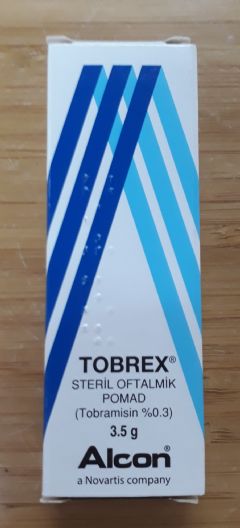 TOBREX®
STERİL OFTALMİK
POMAD
(Tobramisin %0.3)
3.5 g
Alcon®
a Novartis company